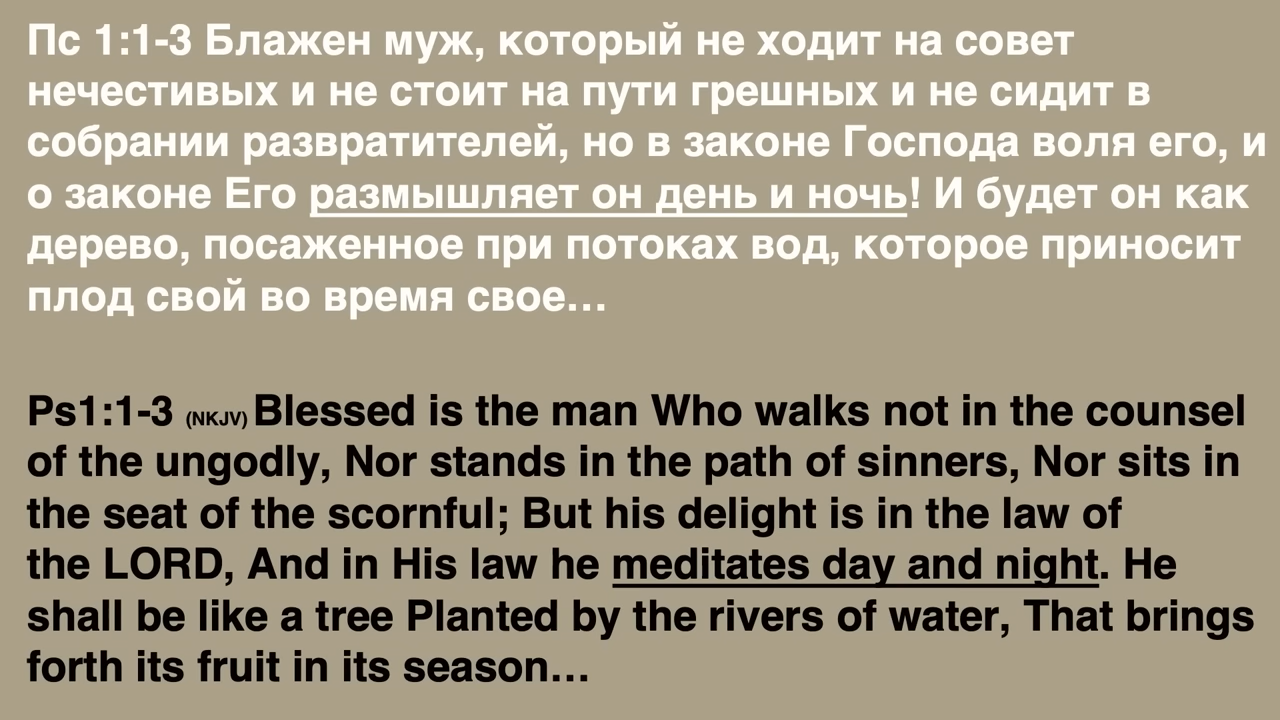 Пс 1:1-3 Блажен муж, который не ходит на совет
нечестивых и не стоит на пути грешных и не сидит в
собрании развратителей, но в законе Господа воля его, и
о законе Его размышляет он день и ночь! И будет он как
дерево, посаженное при потоках вод, которое приносит
плод свой во время свое...
Ps1:1-3 (NKJV) Blessed is the man Who walks not in the counsel
of the ungodly, Nor stands in the path of sinners, Nor sits in
the seat of the scornful; But his delight is in the law of
the LORD, And in His law he meditates day and night. He
shall be like a tree Planted by the rivers of water, That brings
forth its fruit in its season...